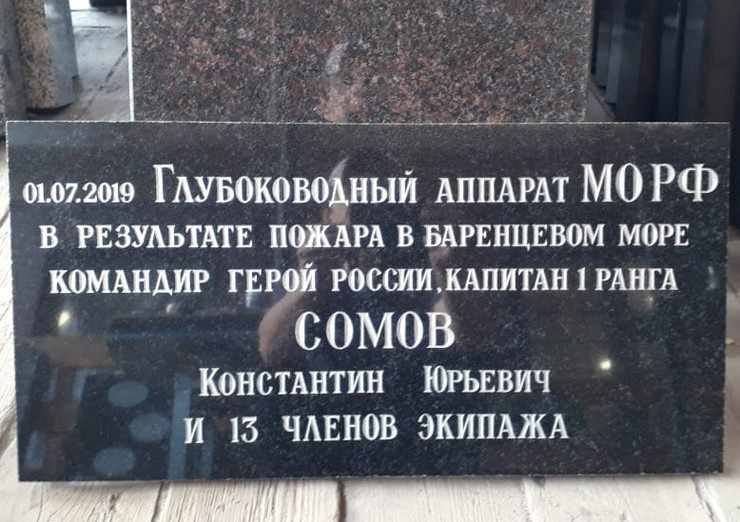 01.07.2019 Глубоководный аппарат МО РФ
в результате пожара в Баренцевом море
командир герой России, капитан 1 ранга
СОМОВ
Константин Юрьевич
и 13 членов экипажа